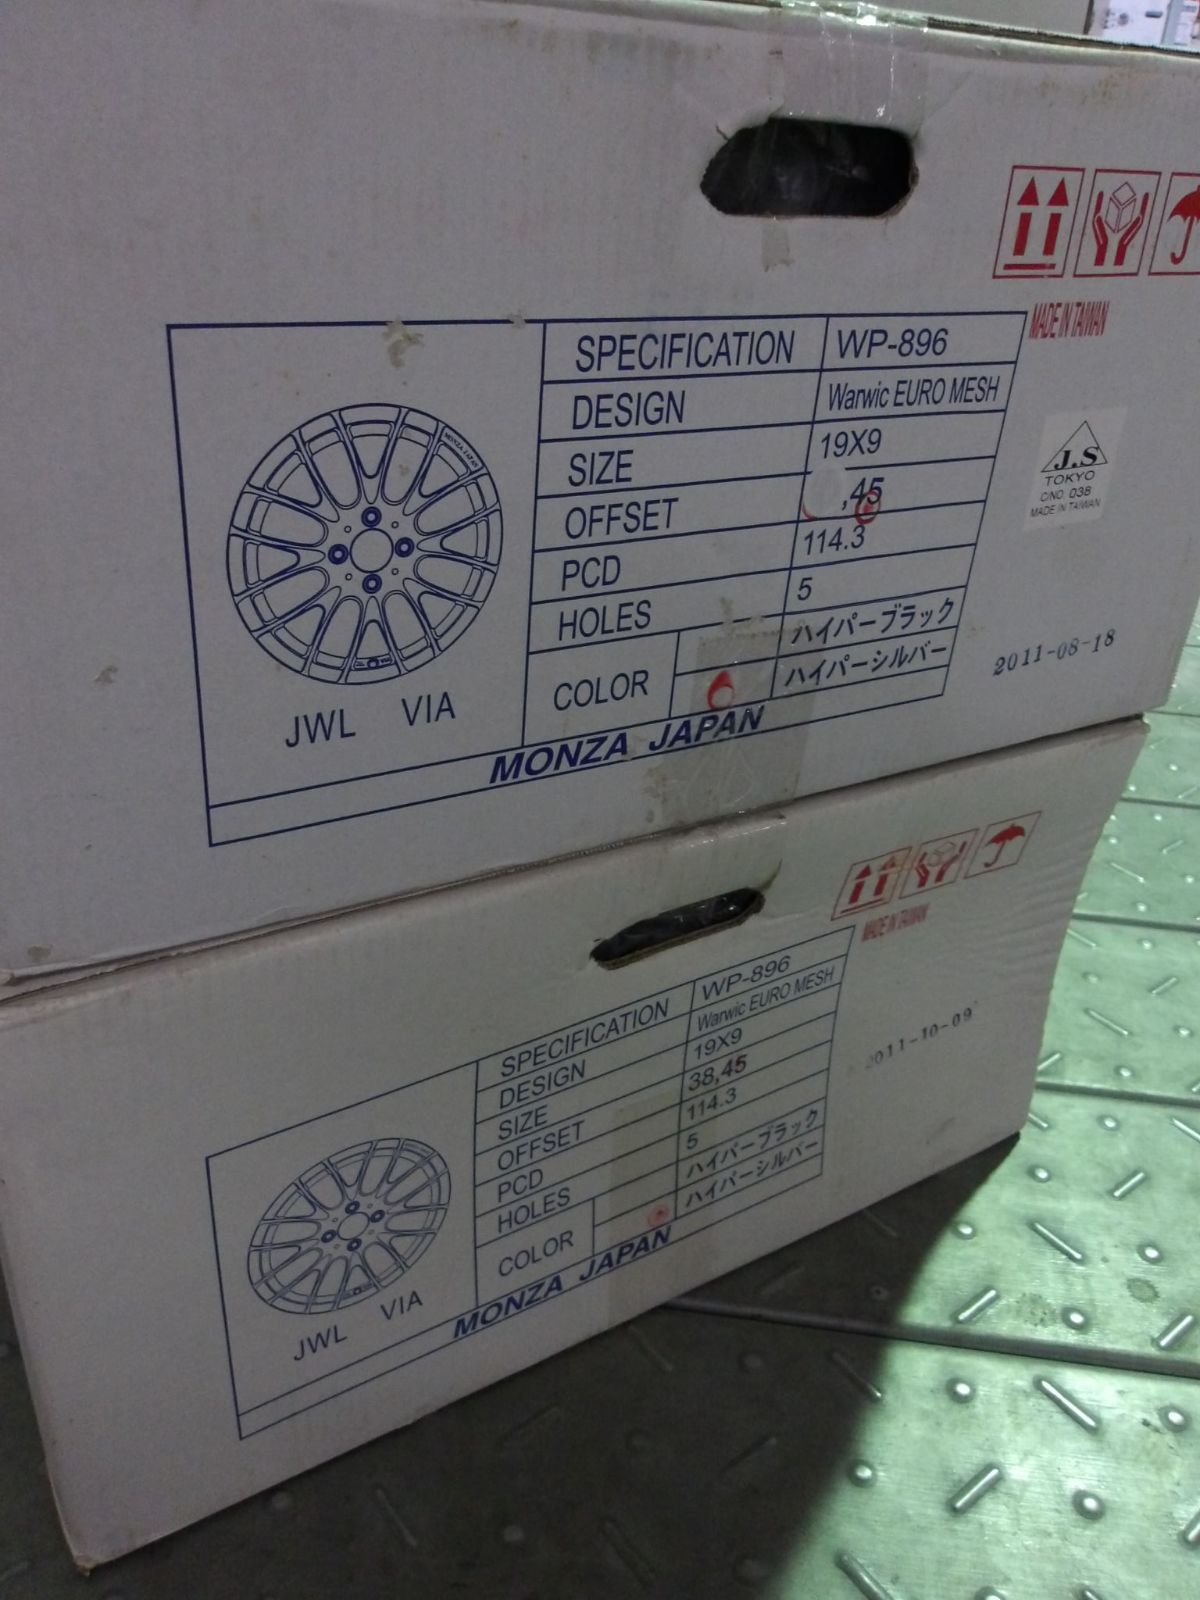 SPECIFICATION WP-896
DESIGN Warwic EURO MESH
SIZE 19X9
OFFSET ,45
PCD 114.3
HOLES 5
COLOR ハイパーブラック
ハイパーシルバー
MONZA JAPAN
JWL VIA
MONZA JAPAN
MADE IN TAIWAN
J.S
TOKYO
C/NO. 038
MADE IN TAIWAN
2011-08-18
SPECIFICATION WP-896
DESIGN Warwic EURO MESH
SIZE 19X9
OFFSET 38,45
PCD 114.3
HOLES 5
COLOR ハイパーブラック
ハイパーシルバー
JWL VIA
MONZA JAPAN
MADE IN TAIWAN
2011-10-09